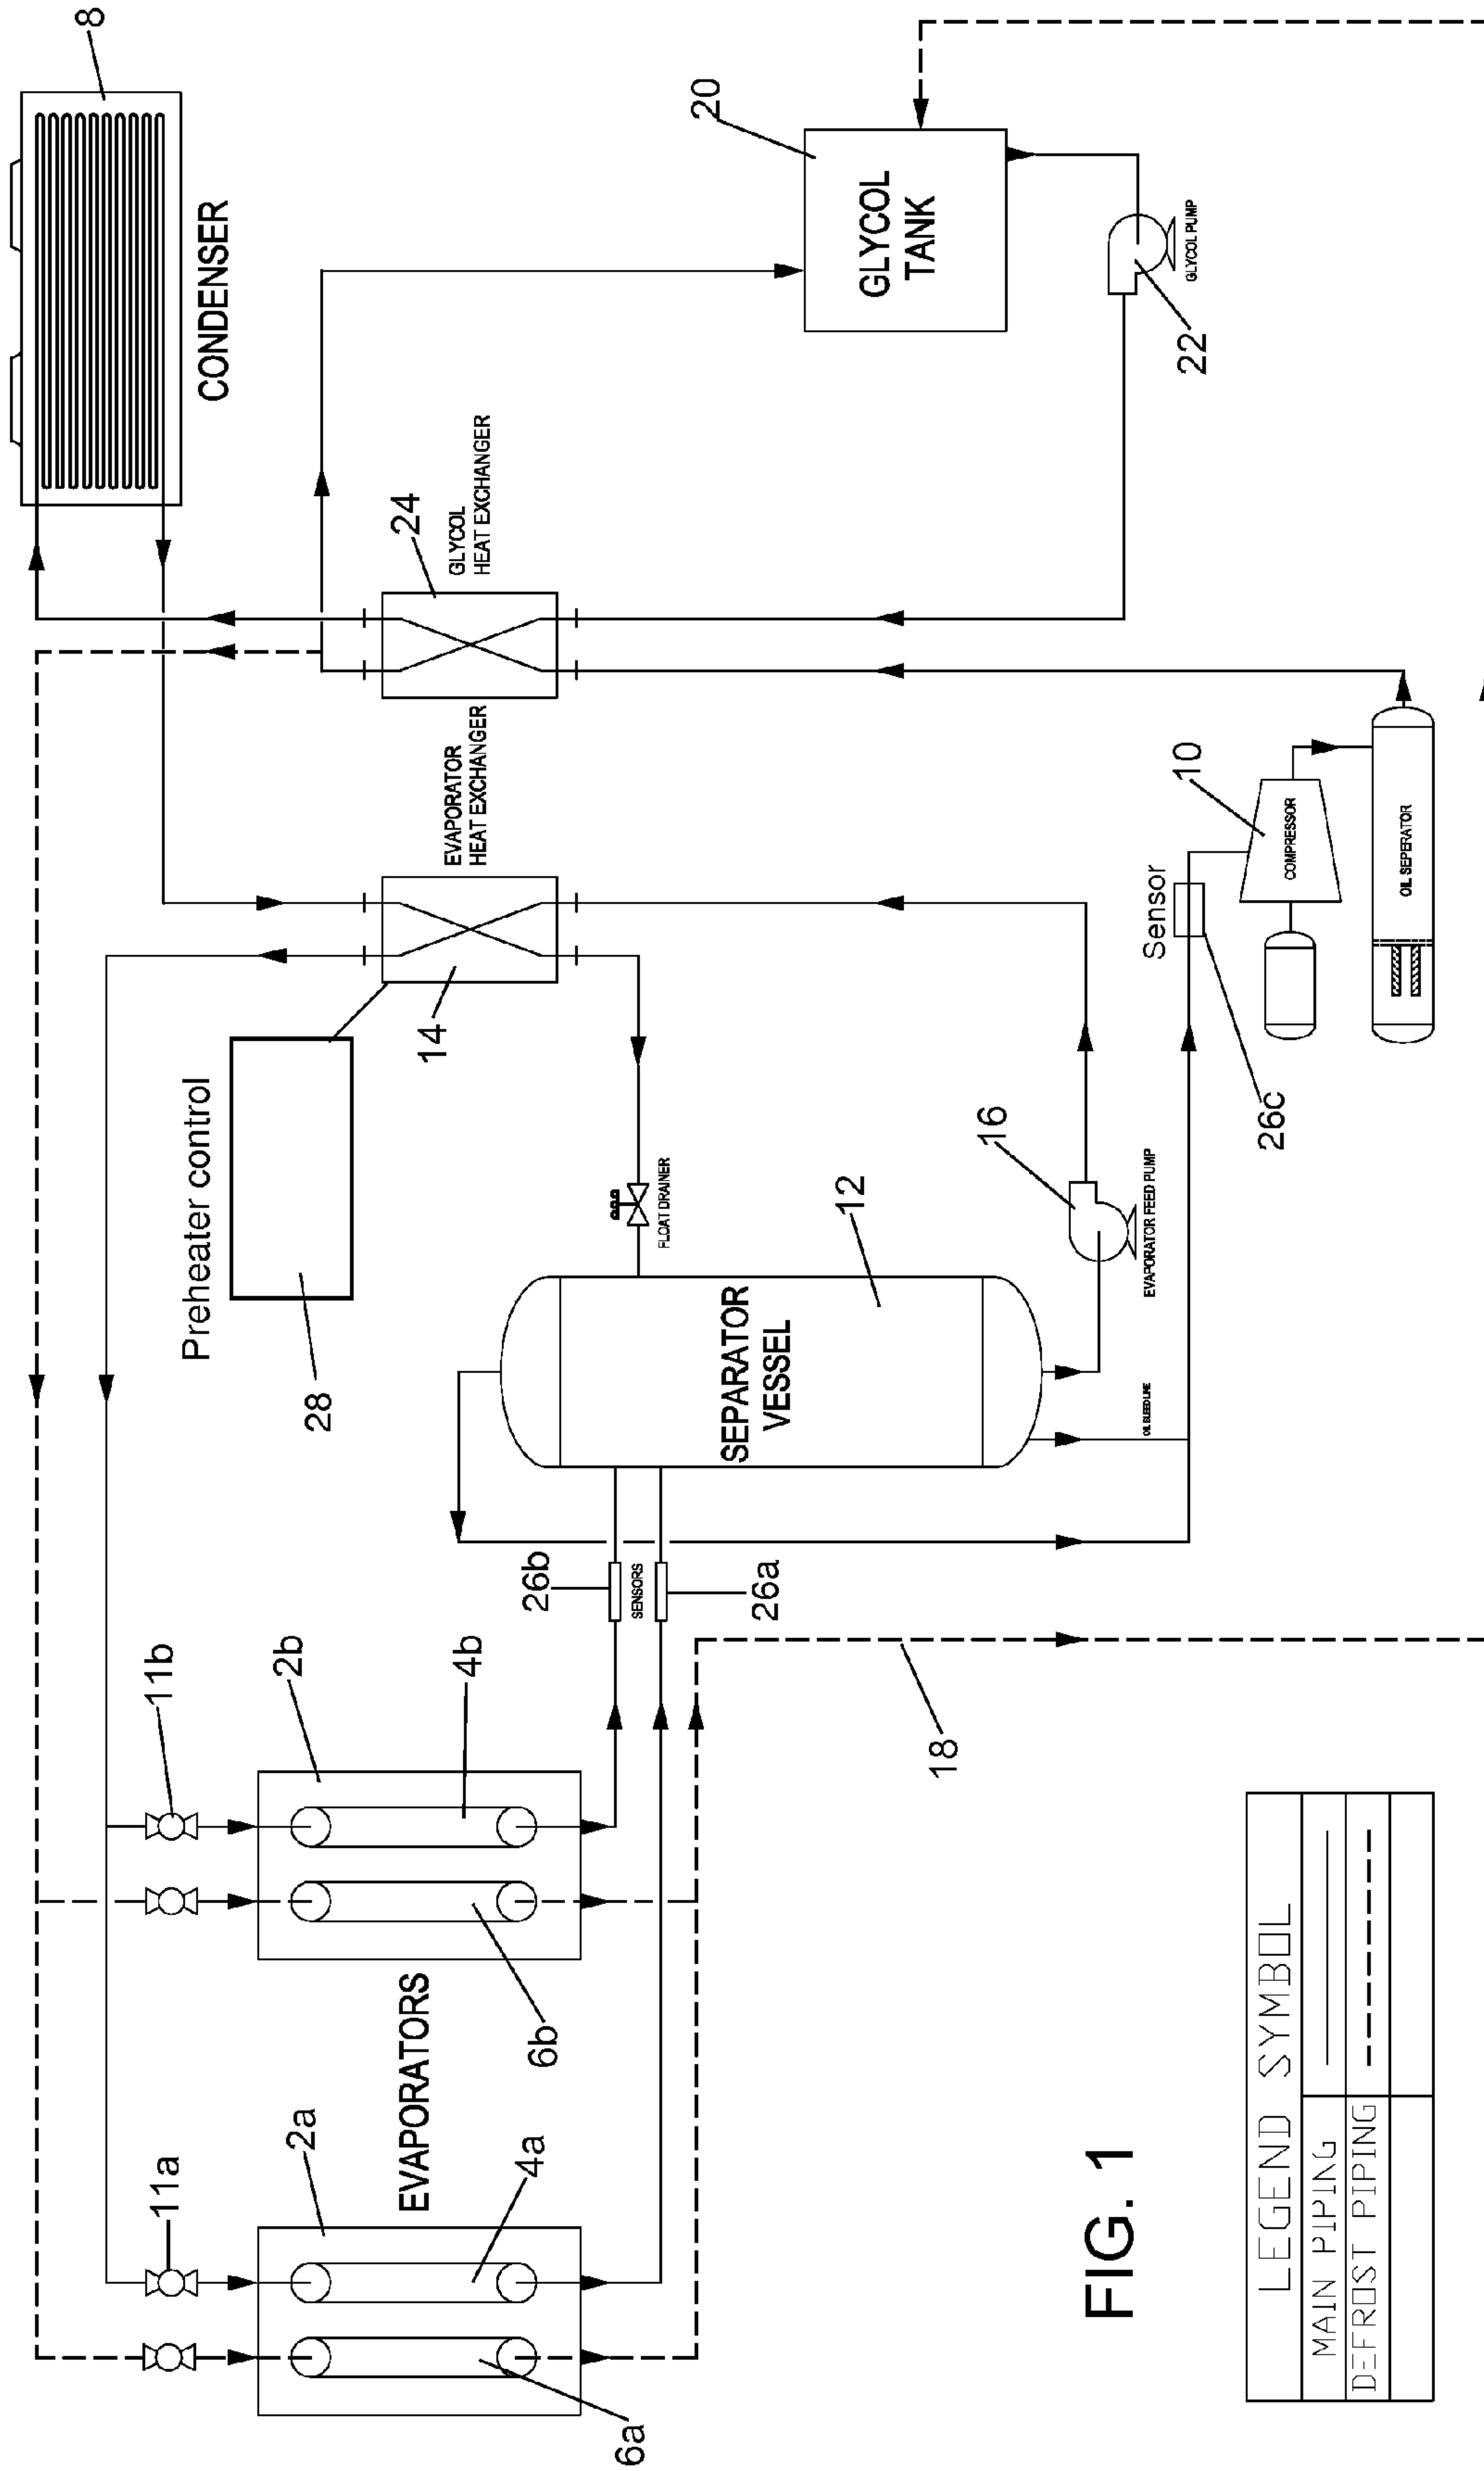 8
CONDENSER
20
GLYCOL
TANK
GLYCOL PUMP
22
24
GLYCOL
HEAT EXCHANGER
EVAPORATOR
HEAT EXCHANGER
14
Preheater control
28
10
COMPRESSOR
OIL SEPERATOR
Sensor
26c
16
EVAPORATOR FEED PUMP
FLOAT DRAINER
12
SEPARATOR
VESSEL
OIL BLEED LINE
26b
SENSORS
26a
11b
2b
4b
6b
18
EVAPORATORS
11a
2a
4a
6a
FIG. 1
LEGEND SYMBOL
MAIN PIPING
DEFROST PIPING